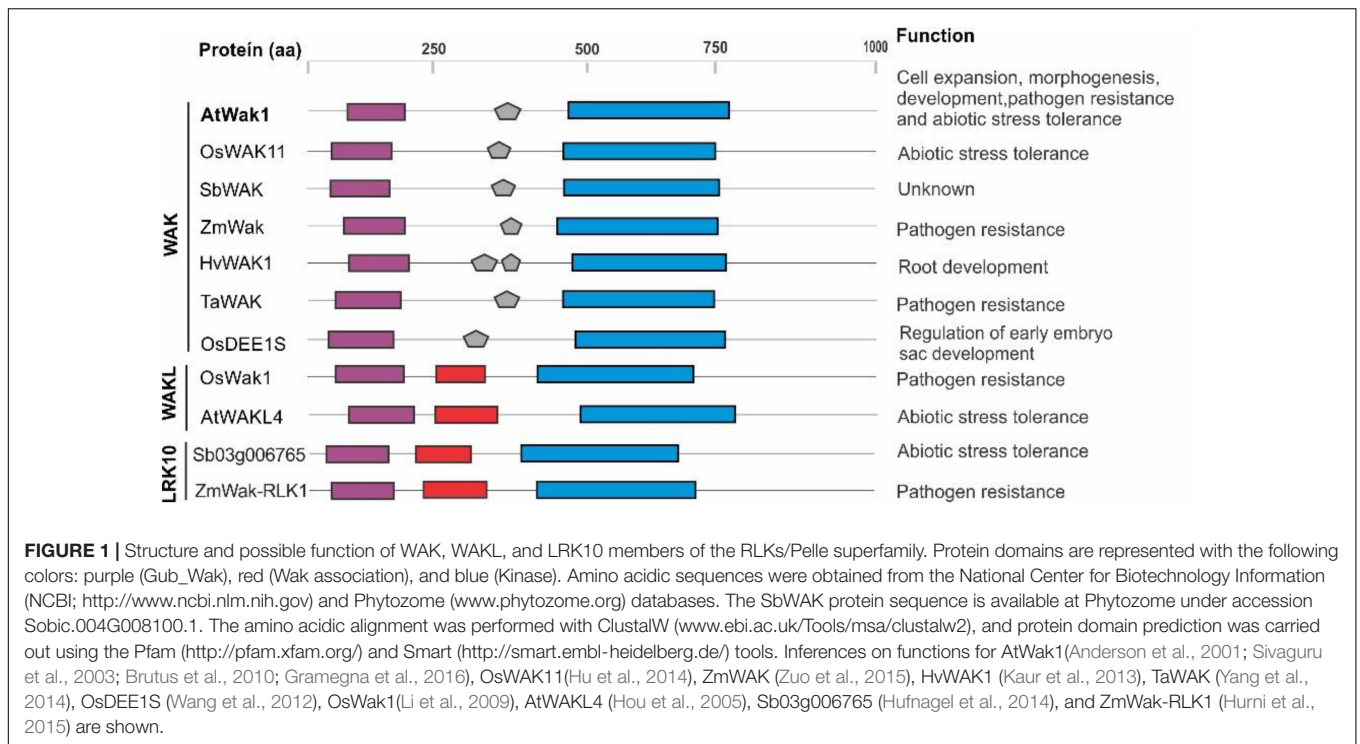 Proteín (aa) 250 500 750 1000 Function
WAK
AtWak1 Cell expansion, morphogenesis,
development,pathogen resistance
and abiotic stress tolerance
OsWAK11 Abiotic stress tolerance
SbWAK Unknown
ZmWak Pathogen resistance
HvWAK1 Root development
TaWAK Pathogen resistance
OsDEE1S Regulation of early embryo
sac development
WAKL
OsWak1 Pathogen resistance
AtWAKL4 Abiotic stress tolerance
LRK10
Sb03g006765 Abiotic stress tolerance
ZmWak-RLK1 Pathogen resistance
FIGURE 1 | Structure and possible function of WAK, WAKL, and LRK10 members of the RLKs/Pelle superfamily. Protein domains are represented with the following
colors: purple (Gub_Wak), red (Wak association), and blue (Kinase). Amino acidic sequences were obtained from the National Center for Biotechnology Information
(NCBI; http://www.ncbi.nlm.nih.gov) and Phytozome (www.phytozome.org) databases. The SbWAK protein sequence is available at Phytozome under accession
Sobic.004G008100.1. The amino acidic alignment was performed with ClustalW (www.ebi.ac.uk/Tools/msa/clustalw2), and protein domain prediction was carried
out using the Pfam (http://pfam.xfam.org/) and Smart (http://smart.embl-heidelberg.de/) tools. Inferences on functions for AtWak1(Anderson et al., 2001; Sivaguru
et al., 2003; Brutus et al., 2010; Gramegna et al., 2016), OsWAK11(Hu et al., 2014), ZmWAK (Zuo et al., 2015), HvWAK1 (Kaur et al., 2013), TaWAK (Yang et al.,
2014), OsDEE1S (Wang et al., 2012), OsWak1(Li et al., 2009), AtWAKL4 (Hou et al., 2005), Sb03g006765 (Hufnagel et al., 2014), and ZmWak-RLK1 (Hurni et al.,
2015) are shown.